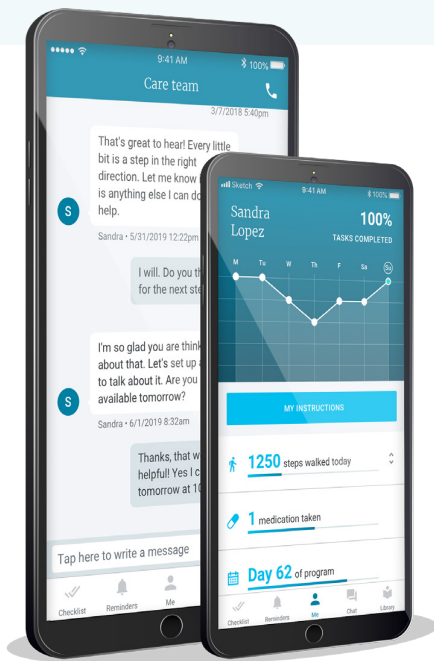 9:41 AM
100%
Care team
3/7/2018 5:40pm
That's great to hear! Every little
bit is a step in the right
direction. Let me know
is anything else I can do
help.
S
Sandra • 5/31/2019 12:22pm
I will. Do you
for the next
I'm so glad you are
about that. Let's set up
to talk about it. Are you
available tomorrow?
S
Sandra • 6/1/2019 8:32am
Thanks, that
helpful! Yes I
tomorrow at
Tap here to write a message
Checklist
Reminders
Me
Sketch
9:41 AM
100%
Sandra
Lopez
100%
TASKS COMPLETED
M Tu W Th F Sa Su
MY INSTRUCTIONS
1250 steps walked today
1 medication taken
Day 62 of program
Checklist
Reminders
Me
Chat
Library